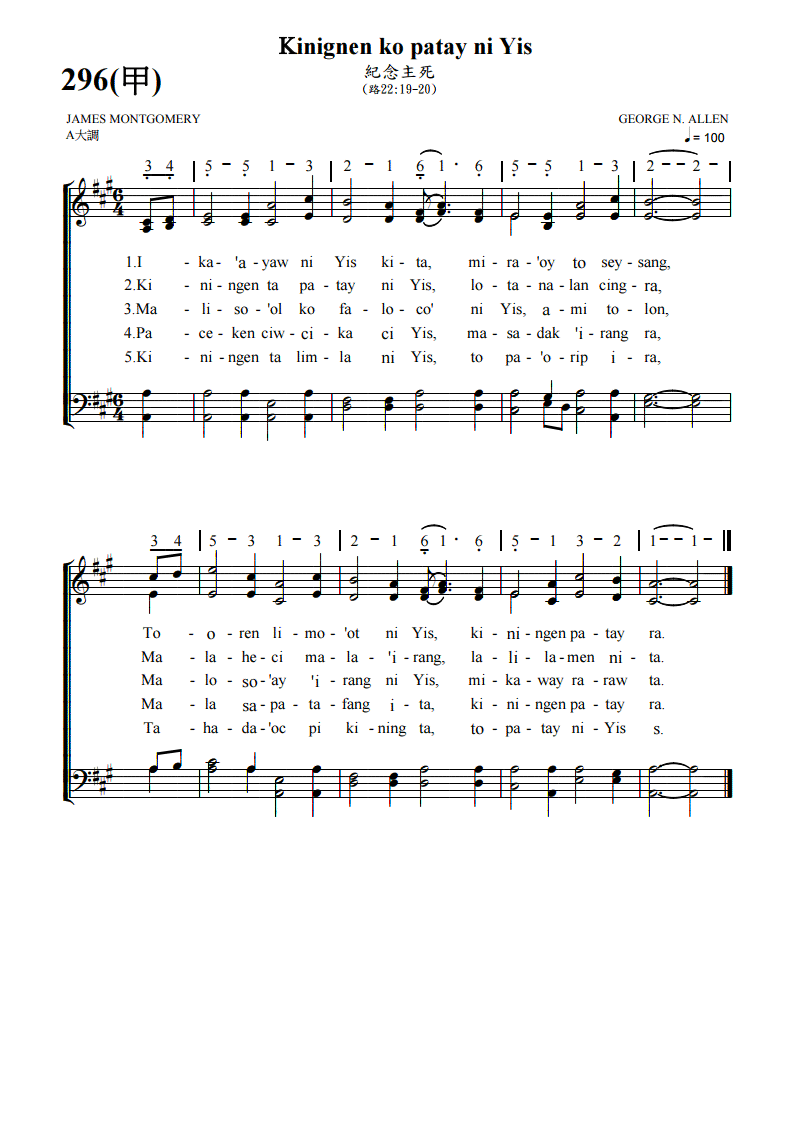 Kinignen ko patay ni Yis
296(甲)
紀念主死
(路22:19-20)
JAMES MONTGOMERY
GEORGE N. ALLEN
A大調
♩= 100
3 4 | 5 - 5 1 - 3 | 2 - 1 6 1 · 6 | 5 - 5 1 - 3 | 2 - - 2 - |
6/4
1.I - ka- 'a - yaw ni Yis ki - ta, mi - ra - 'oy to sey - sang,
2.Ki - ni - ngen ta pa - tay ni Yis, lo - ta - na - lan cing - ra,
3.Ma - li - so - 'ol ko fa - lo - co' ni Yis, a - mi to - lon,
4.Pa - ce - ken ciw - ci - ka ci Yis, ma - sa - dak 'i - rang ra,
5.Ki - ni - ngen ta lim - la ni Yis, to pa - 'o - rip i - ra,
6/4
3 4 | 5 - 3 1 - 3 | 2 - 1 6 1 · 6 | 5 - 1 3 - 2 | 1 - - 1 - ||
To - o - ren li - mo - 'ot ni Yis, ki - ni - ngen pa - tay ra.
Ma - la - he - ci ma - la - 'i - rang, la - li - la - men ni - ta.
Ma - lo - so - 'ay 'i - rang ni Yis, mi - ka - way ra - raw ta.
Ma - la sa - pa - ta - fang i - ta, ki - ni - ngen pa - tay ta.
Ta - ha - da - 'oc pi ki - ning ta, to - pa - tay ni - Yis s.